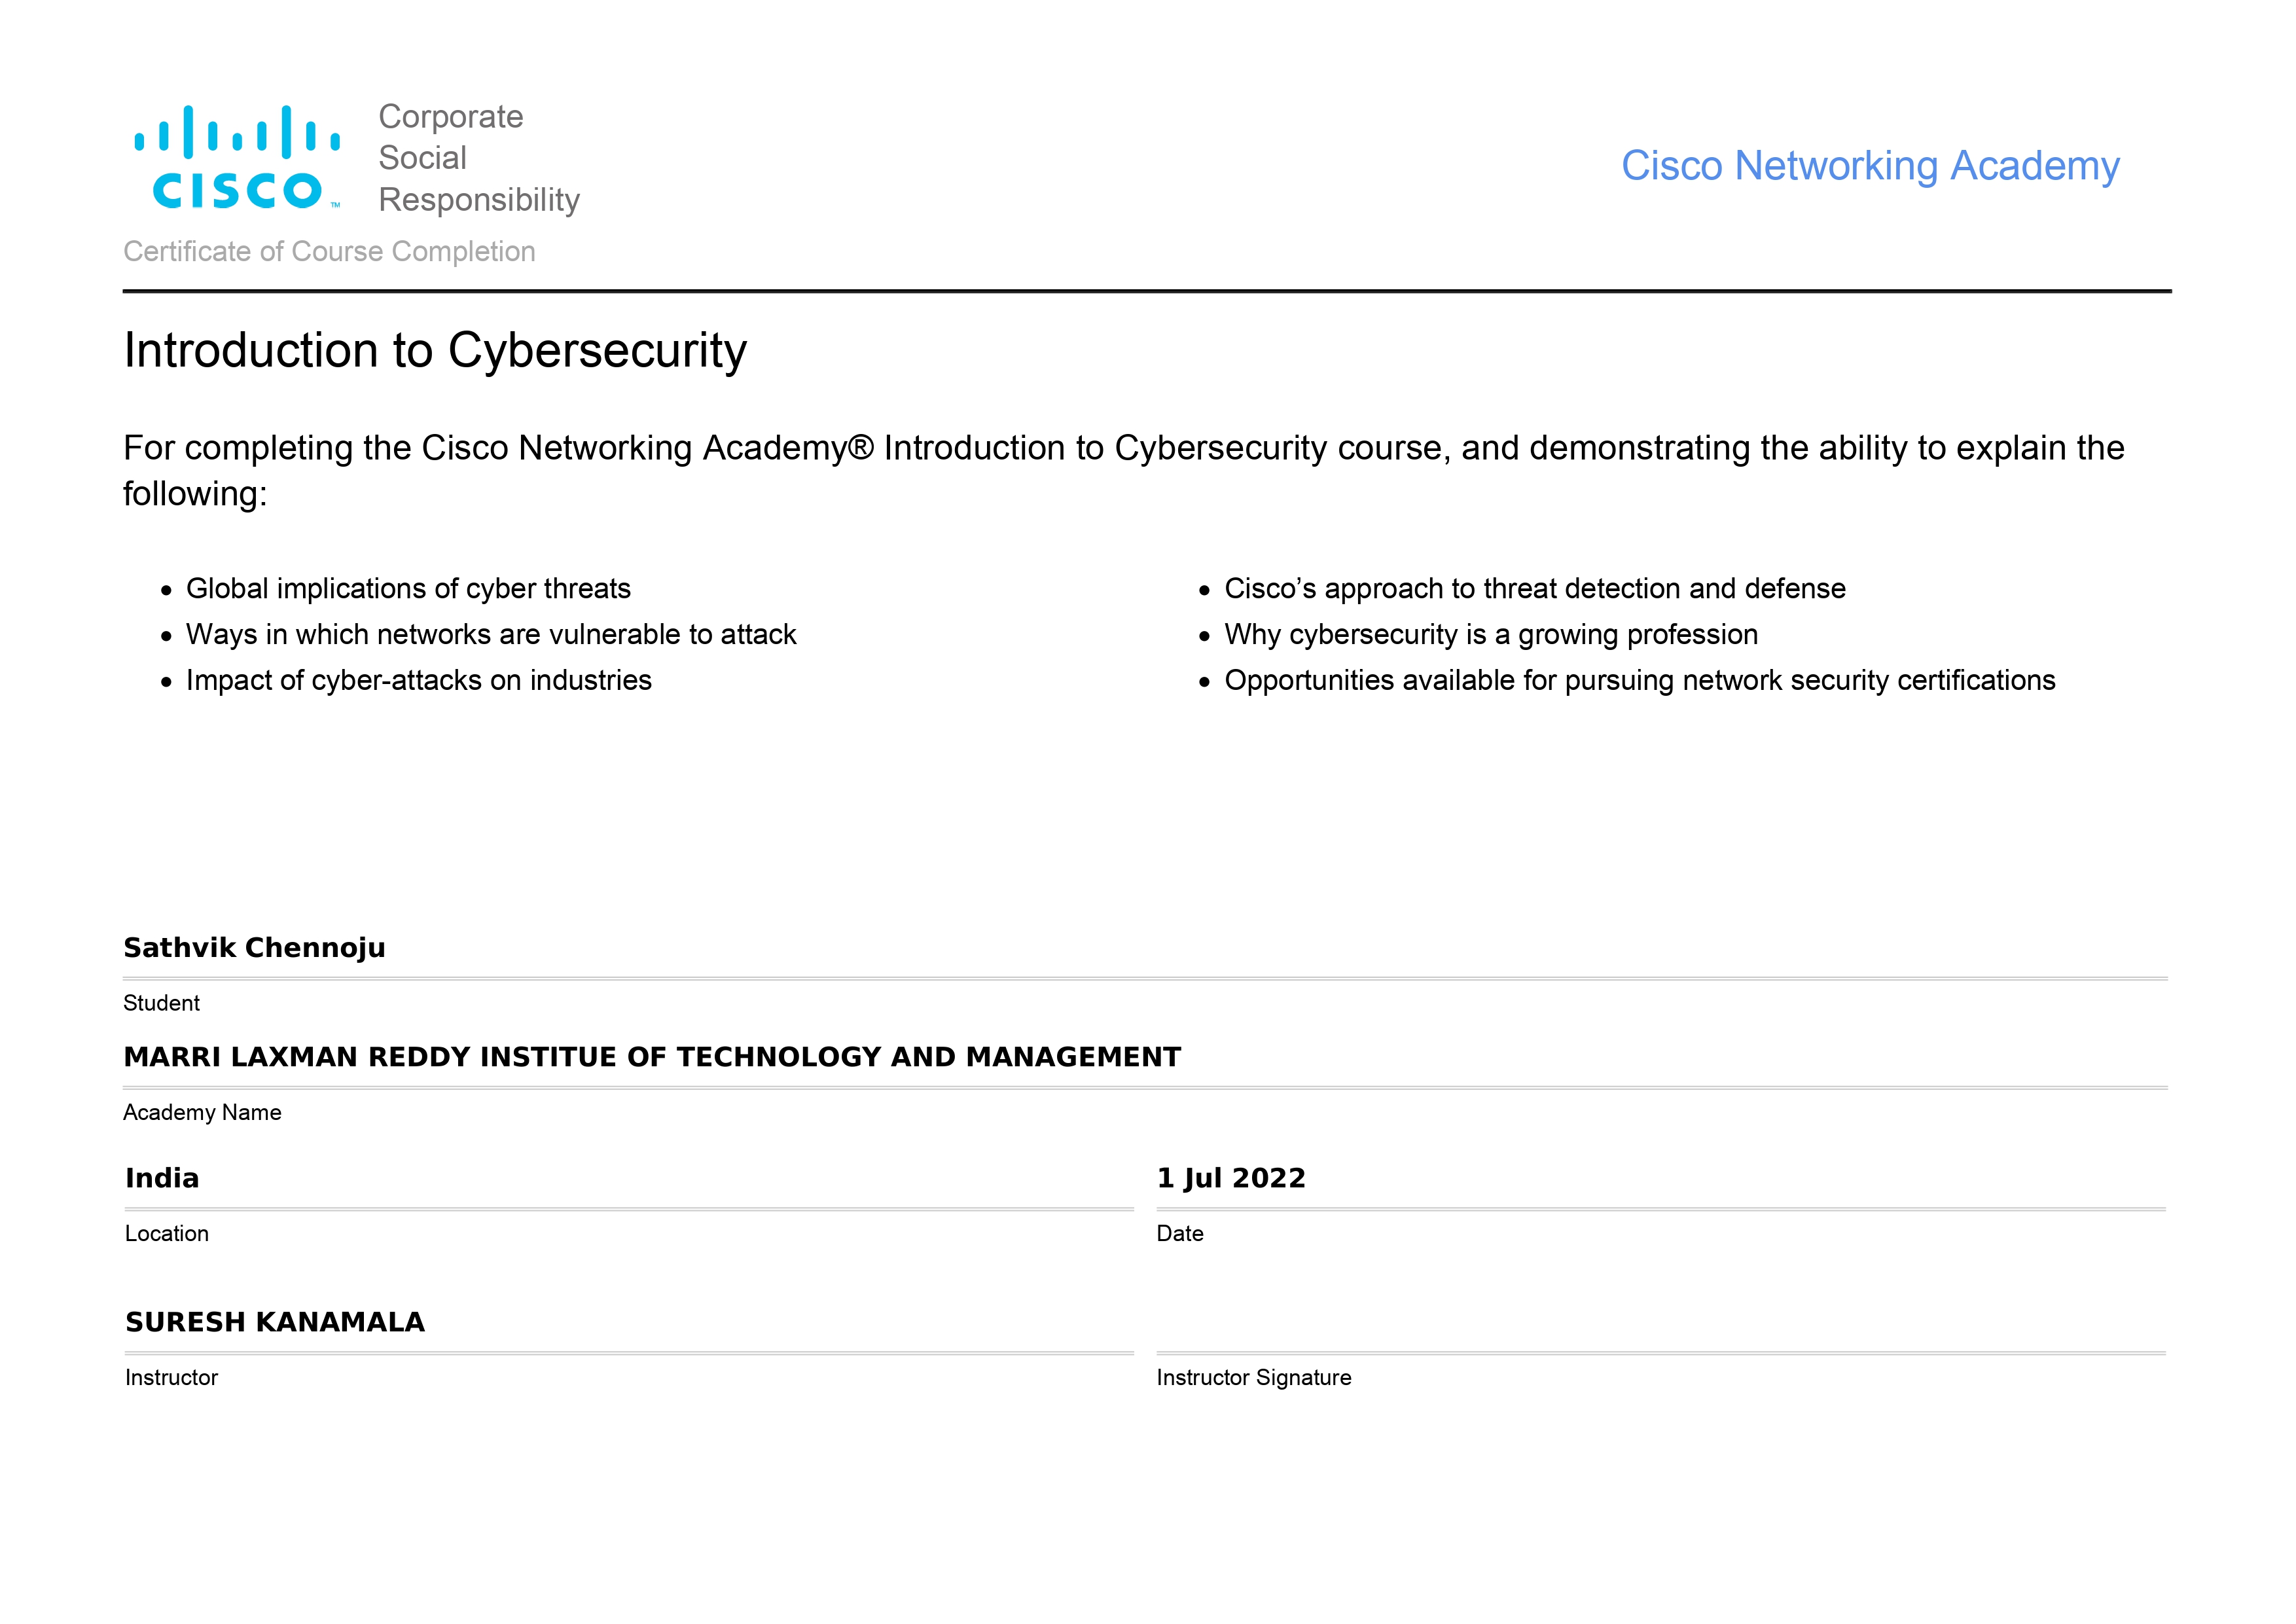 CISCO™
Corporate
Social
Responsibility
Cisco Networking Academy
Certificate of Course Completion
Introduction to Cybersecurity
For completing the Cisco Networking Academy® Introduction to Cybersecurity course, and demonstrating the ability to explain the
following:
• Global implications of cyber threats
• Ways in which networks are vulnerable to attack
• Impact of cyber-attacks on industries
• Cisco’s approach to threat detection and defense
• Why cybersecurity is a growing profession
• Opportunities available for pursuing network security certifications
Sathvik Chennoju
Student
MARRI LAXMAN REDDY INSTITUE OF TECHNOLOGY AND MANAGEMENT
Academy Name
India
Location
1 Jul 2022
Date
SURESH KANAMALA
Instructor
Instructor Signature